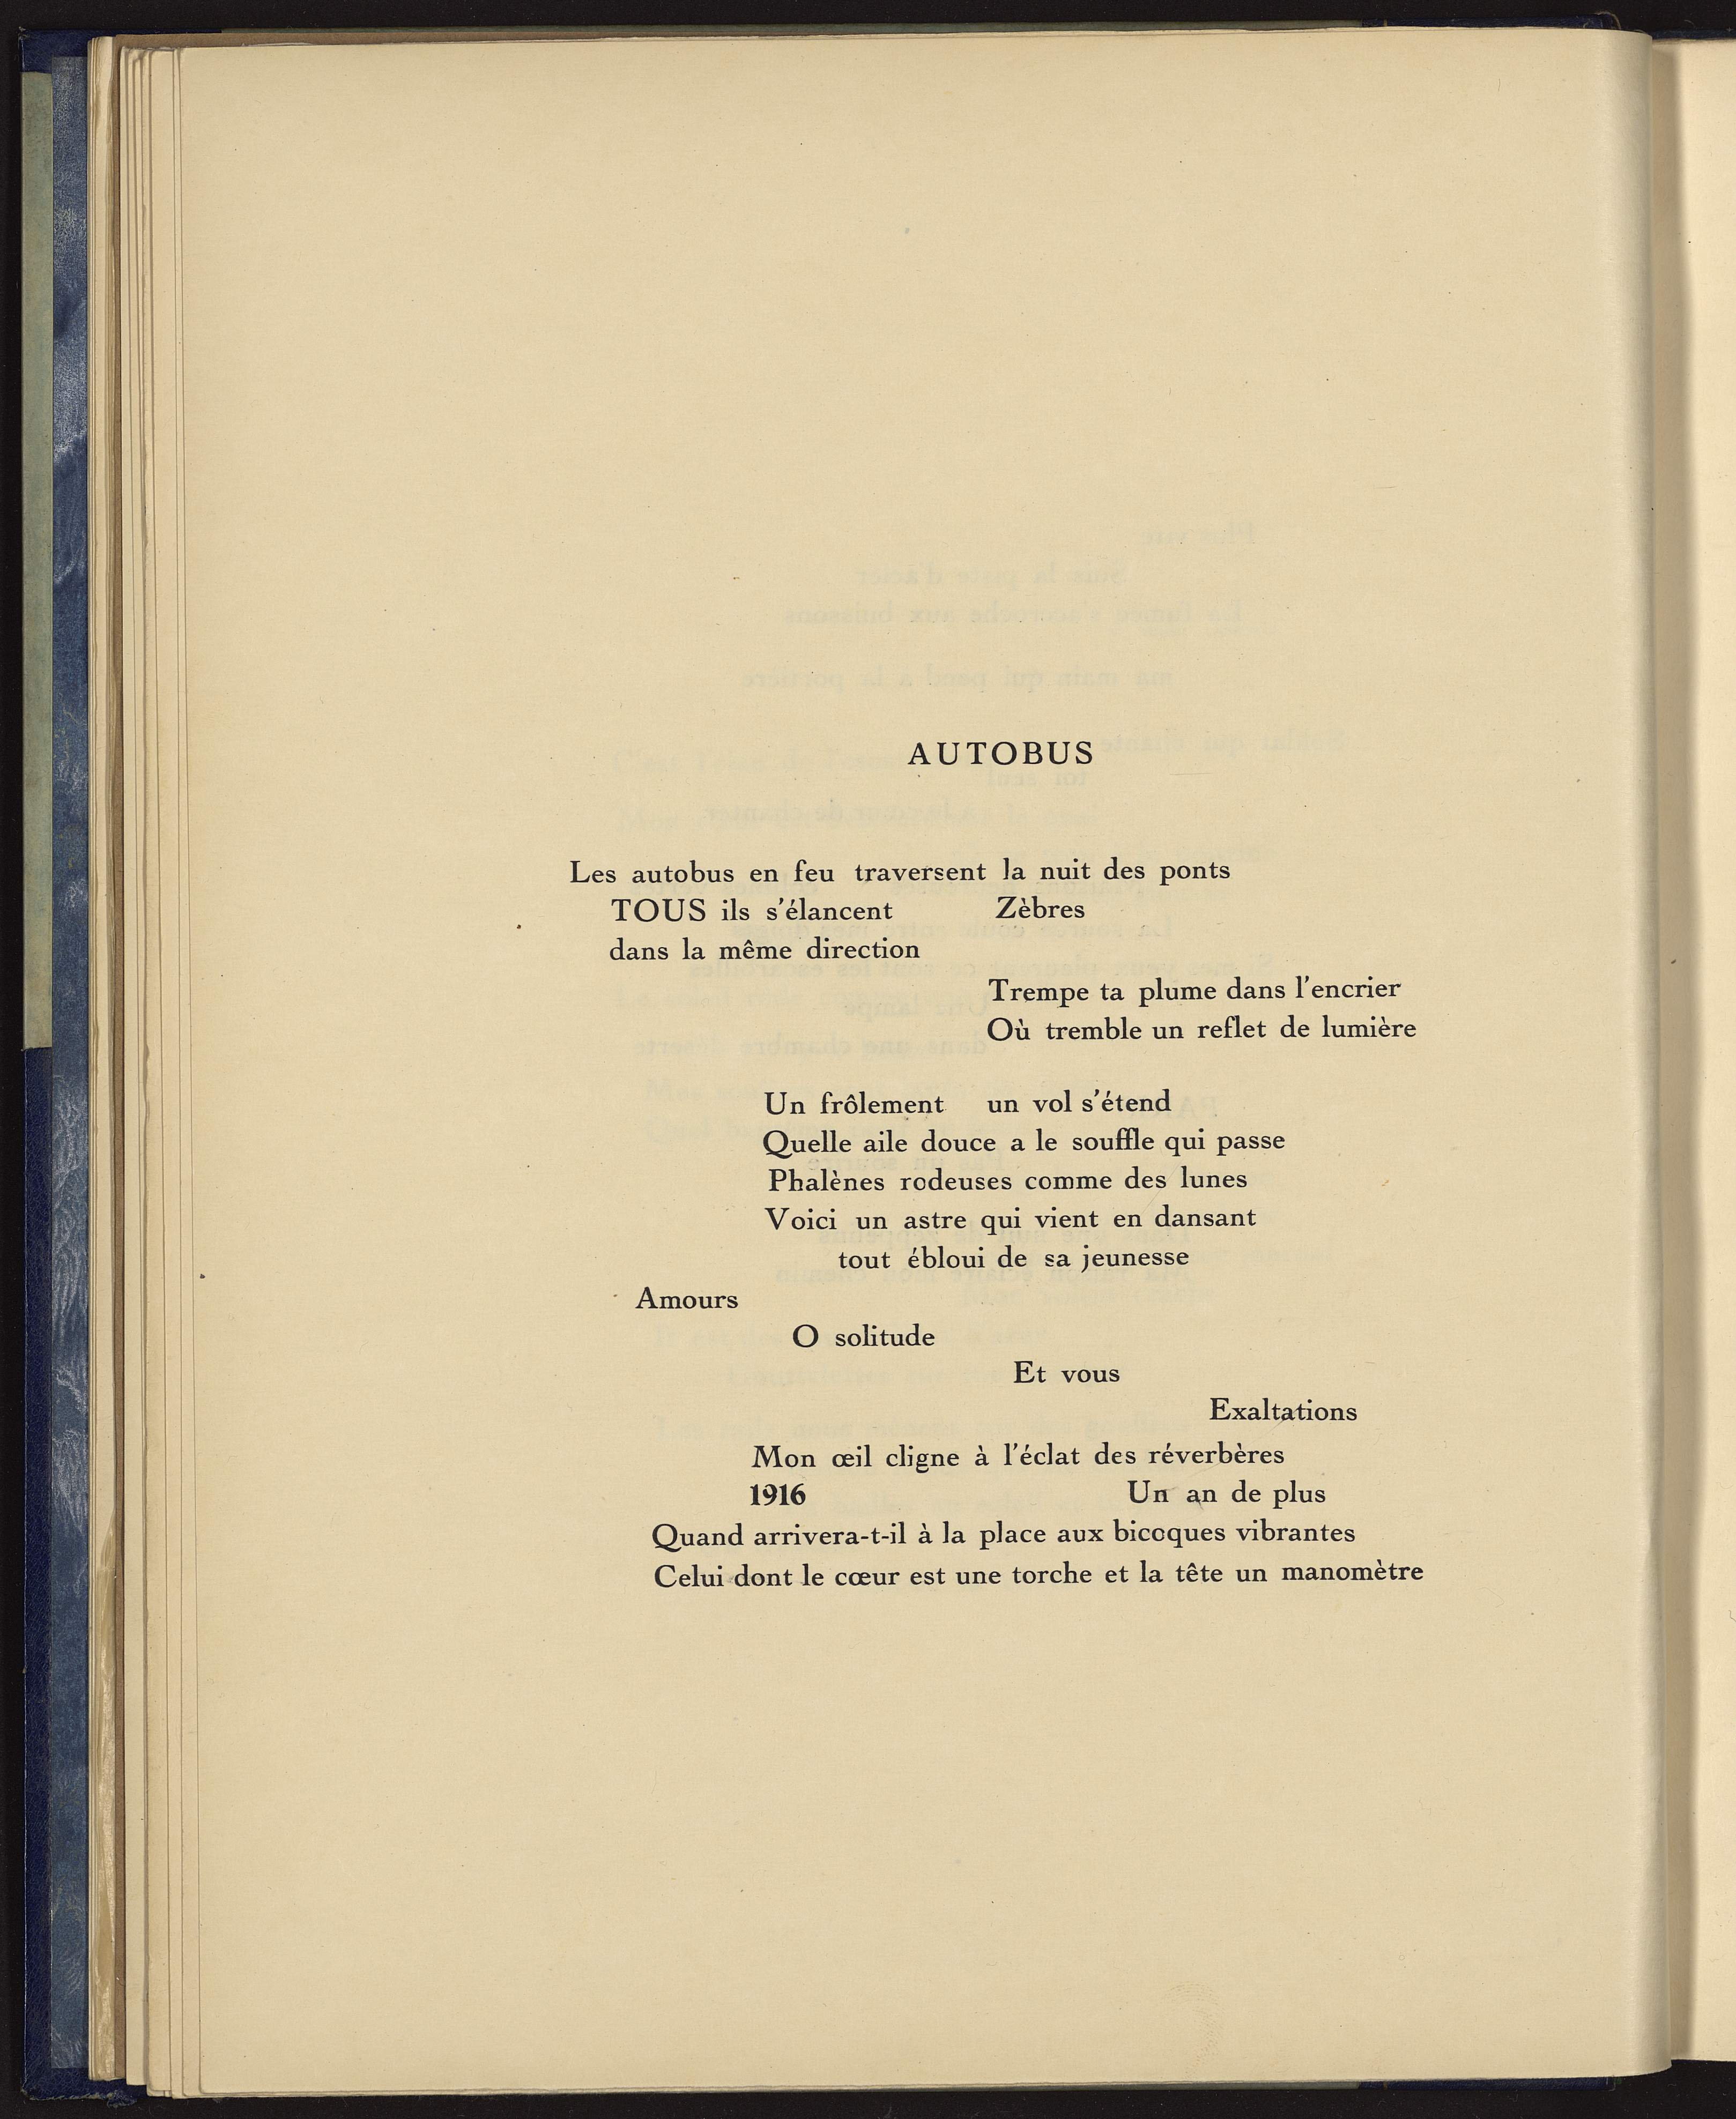 AUTOBUS
Les autobus en feu traversent la nuit des ponts
TOUS ils s'élancent Zèbres
dans la même direction
Trempe ta plume dans l'encrier
Où tremble un reflet de lumière
Un frôlement un vol s'étend
Quelle aile douce a le souffle qui passe
Phalènes rodeuses comme des lunes
Voici un astre qui vient en dansant
tout ébloui de sa jeunesse
Amours
O solitude
Et vous
Exaltations
Mon œil cligne à l'éclat des réverbères
1916 Un an de plus
Quand arrivera-t-il à la place aux bicoques vibrantes
Celui dont le cœur est une torche et la tête un manomètre